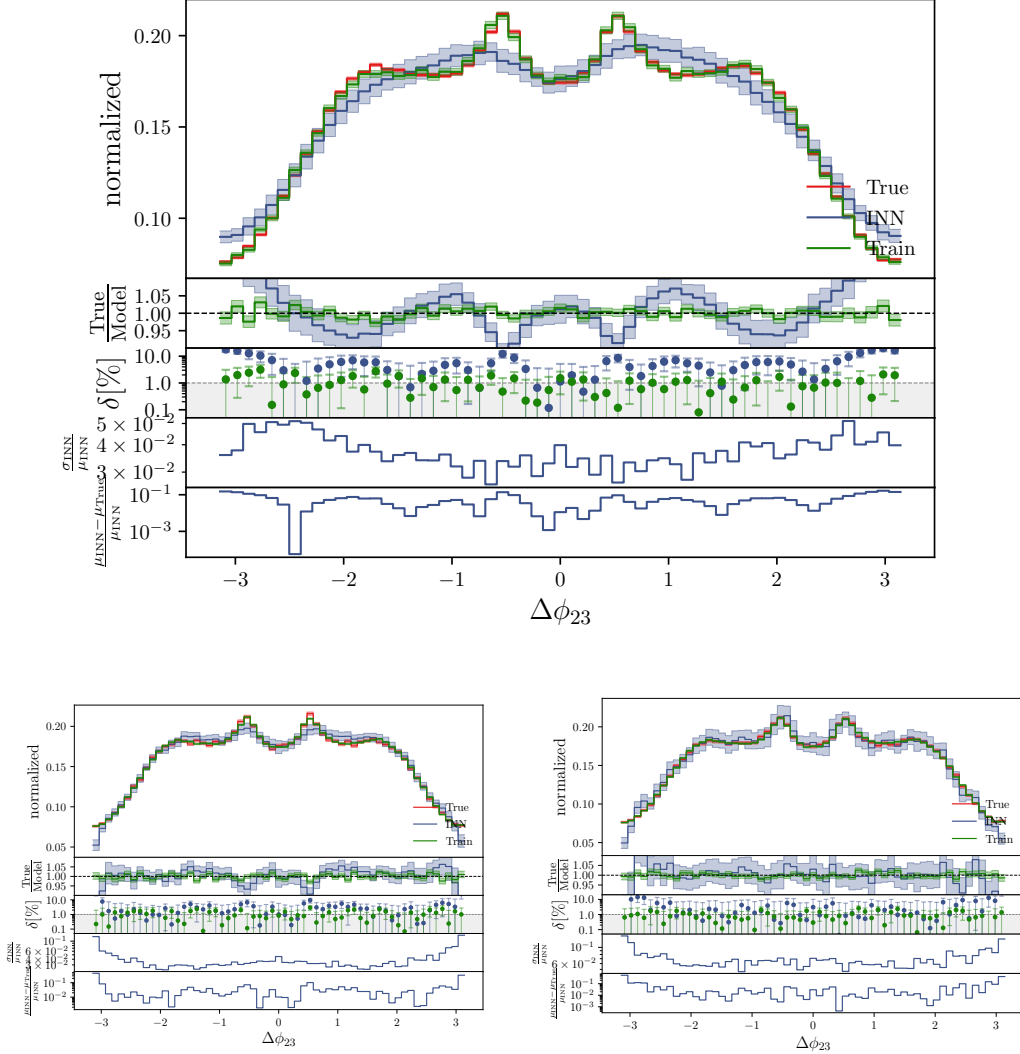 normalized
0.20
0.15
0.10
True
INN
Train
True
Model
1.05
1.00
0.95
δ[%]
10.0
1.0
0.1
σ_INN
μ_INN
5 × 10⁻²
4 × 10⁻²
3 × 10⁻²
μ_INN−μ_True
μ_INN
10⁻¹
10⁻³
−3 −2 −1 0 1 2 3
Δϕ₂₃
normalized
0.20
0.15
0.10
0.05
True
INN
Train
True
Model
1.05
1.00
0.95
δ[%]
10.0
1.0
0.1
σ_INN
μ_INN
10⁻¹
μ_INN−μ_True
μ_INN
10⁻¹
10⁻²
−3 −2 −1 0 1 2 3
Δϕ₂₃
normalized
0.20
0.15
0.10
0.05
True
INN
Train
True
Model
1.05
1.00
0.95
δ[%]
10.0
1.0
0.1
σ_INN
μ_INN
10⁻¹
6 × 10⁻²
μ_INN−μ_True
μ_INN
10⁻¹
10⁻²
10⁻³
−3 −2 −1 0 1 2 3
Δϕ₂₃